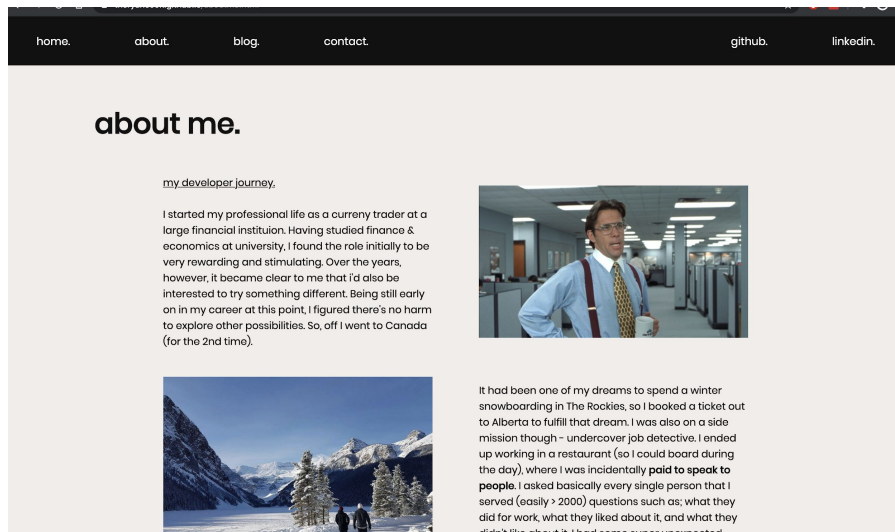 home. about. blog. contact. github. linkedin.
about me.
my developer journey.
I started my professional life as a curreny trader at a
large financial instituion. Having studied finance &
economics at university, I found the role initially to be
very rewarding and stimulating. Over the years,
however, it became clear to me that i'd also be
interested to try something different. Being still early
on in my career at this point, I figured there's no harm
to explore other possibilities. So, off I went to Canada
(for the 2nd time).
It had been one of my dreams to spend a winter
snowboarding in The Rockies, so I booked a ticket out
to Alberta to fulfill that dream. I was also on a side
mission though - undercover job detective. I ended
up working in a restaurant (so I could board during
the day), where I was incidentally paid to speak to
people. I asked basically every single person that I
served (easily > 2000) questions such as; what they
did for work, what they liked about it, and what they
didn't like about it. I had some super unexpected